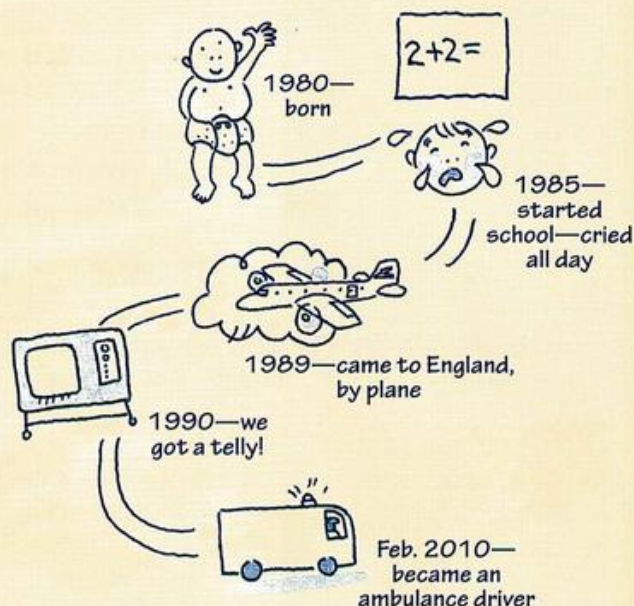 1980—
born
2+2=
1985—
started
school—cried
all day
1989—came to England,
by plane
1990—we
got a telly!
Feb. 2010—
became an
ambulance driver